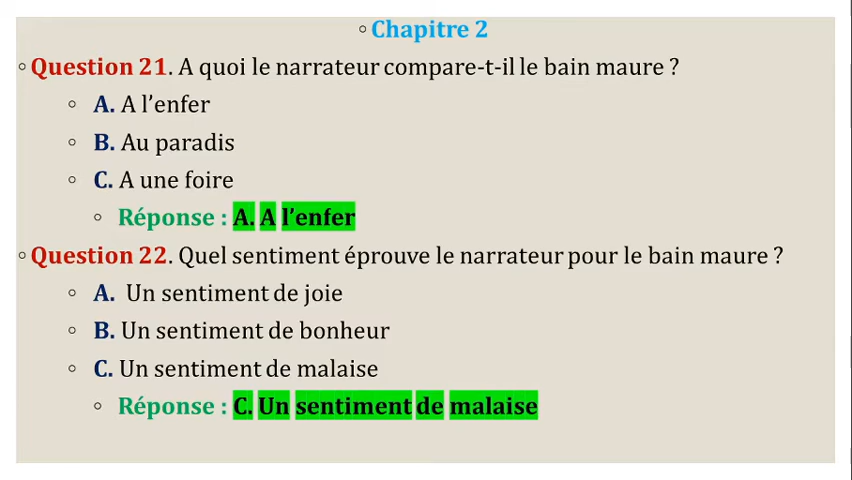 ◦ Chapitre 2
◦ Question 21. A quoi le narrateur compare-t-il le bain maure ?
◦ A. A l’enfer
◦ B. Au paradis
◦ C. A une foire
◦ Réponse : A. A l’enfer
◦ Question 22. Quel sentiment éprouve le narrateur pour le bain maure ?
◦ A. Un sentiment de joie
◦ B. Un sentiment de bonheur
◦ C. Un sentiment de malaise
◦ Réponse : C. Un sentiment de malaise